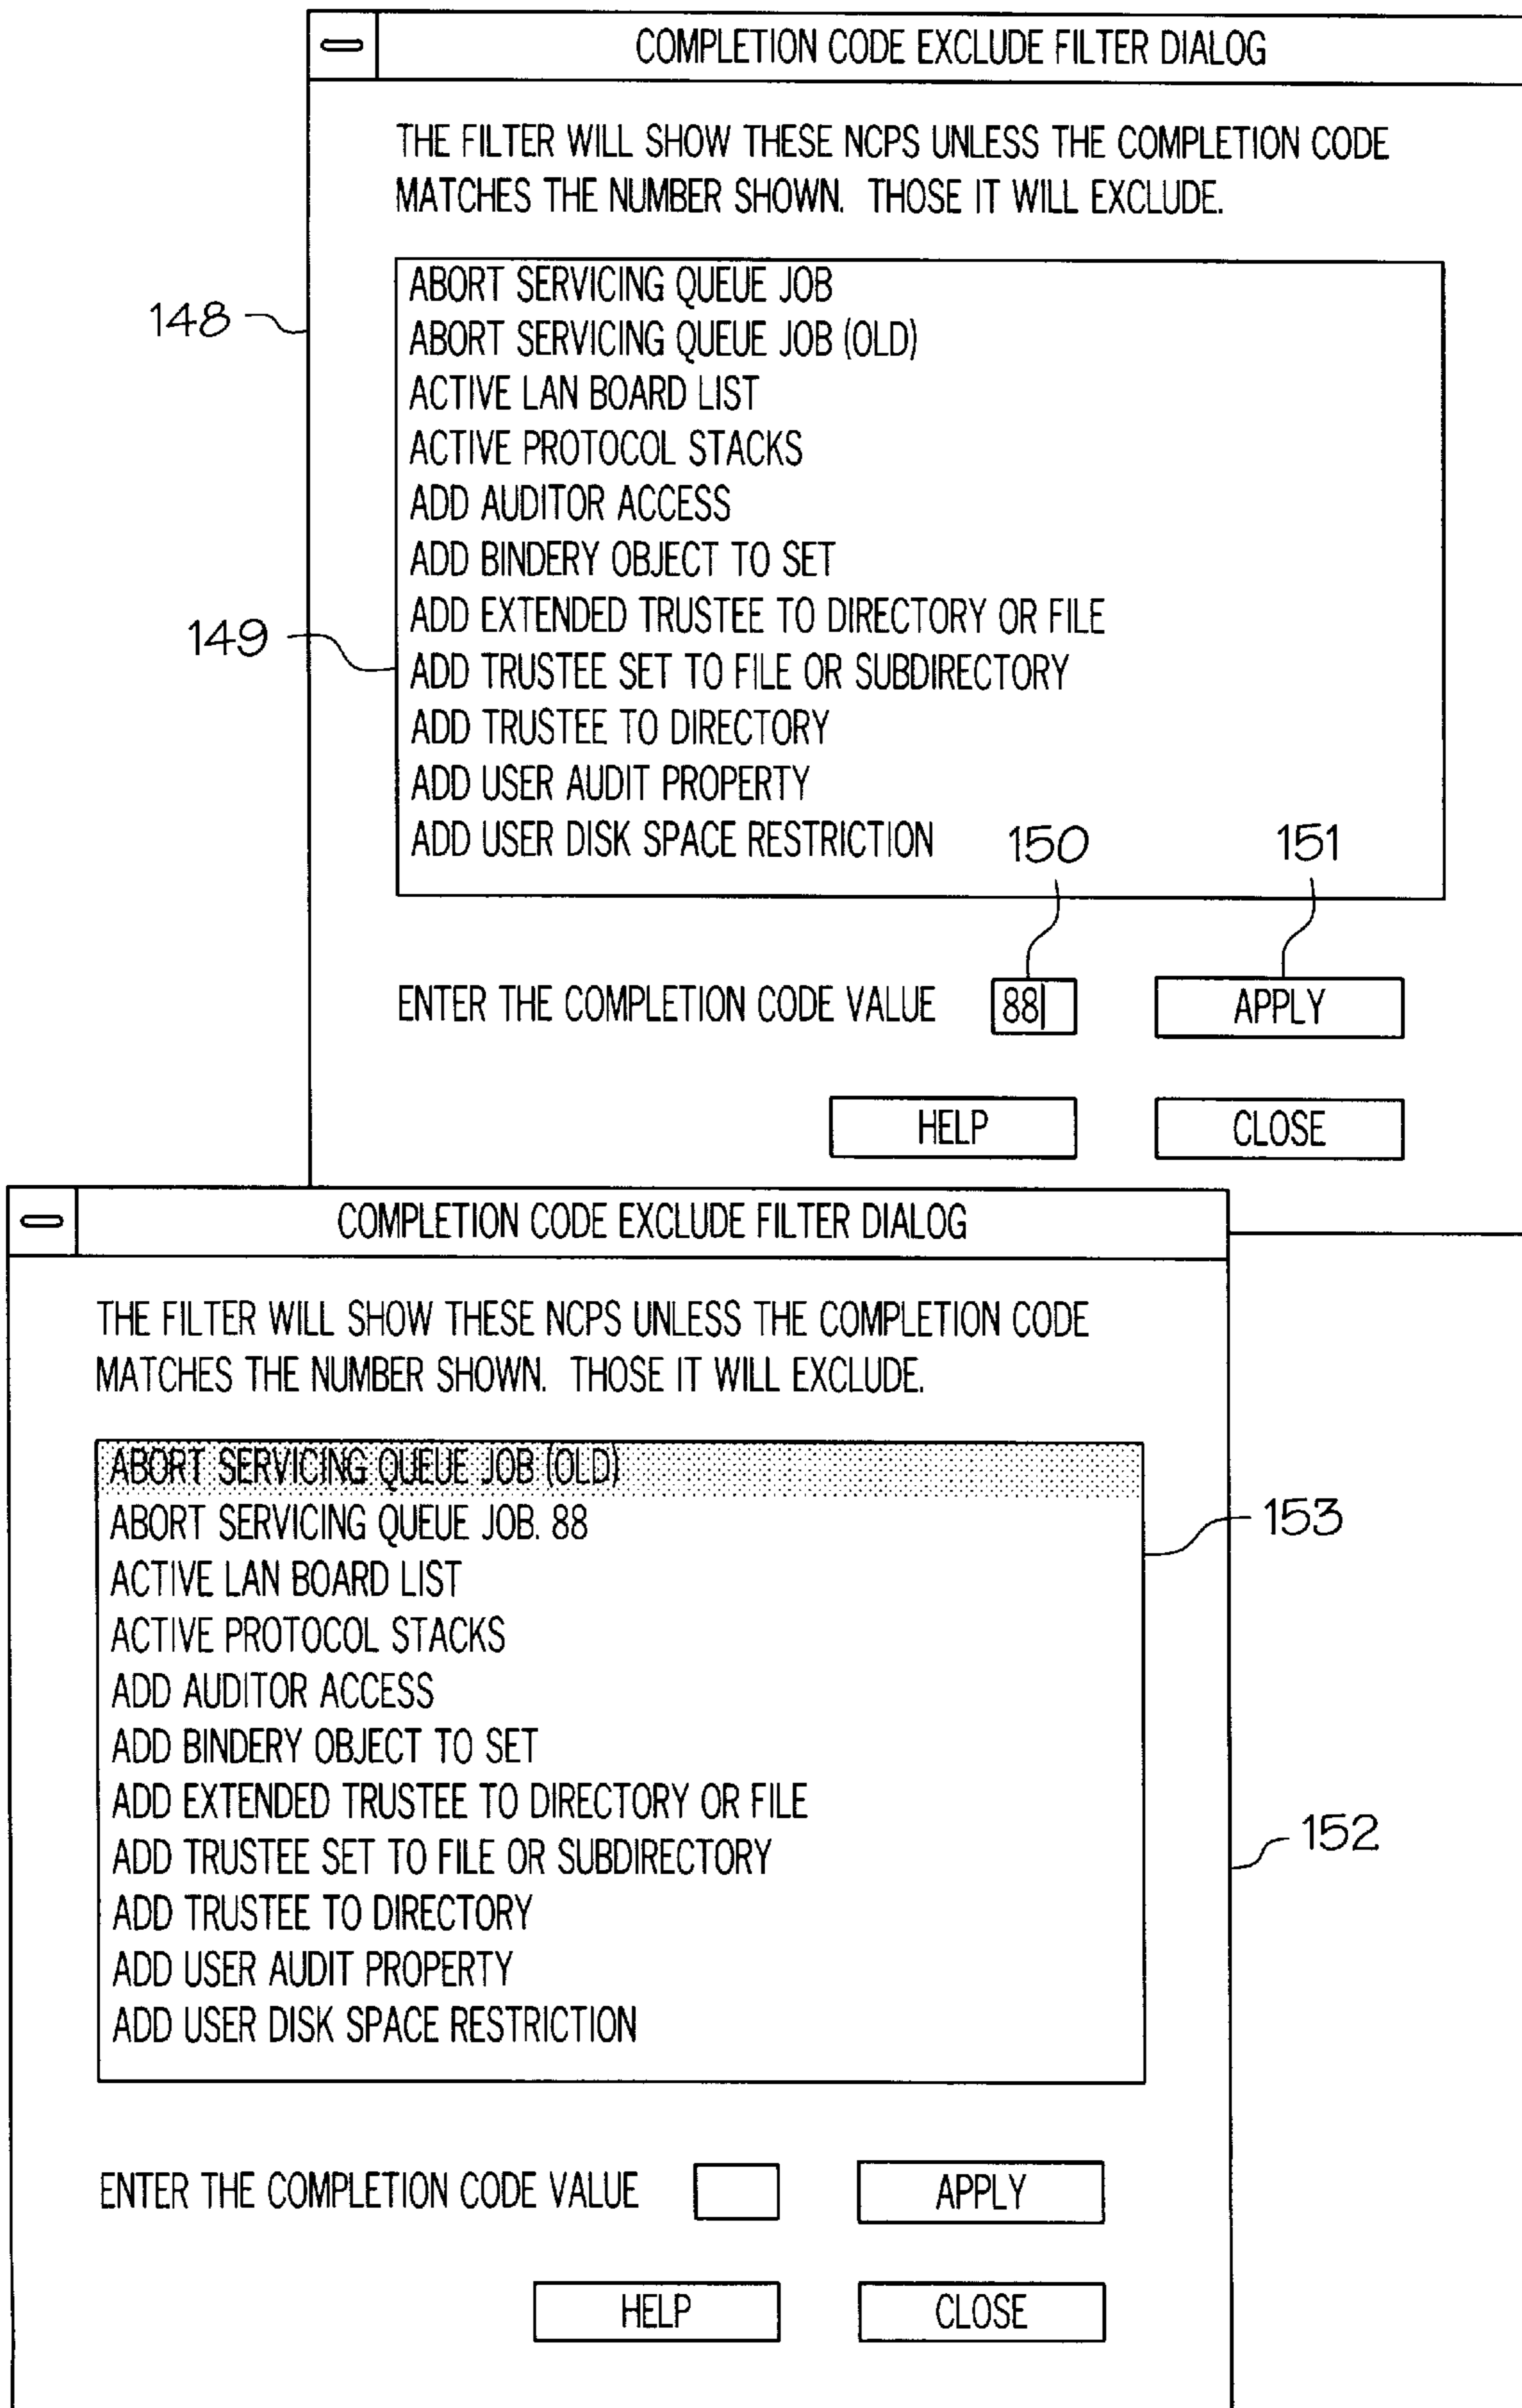 COMPLETION CODE EXCLUDE FILTER DIALOG
THE FILTER WILL SHOW THESE NCPS UNLESS THE COMPLETION CODE
MATCHES THE NUMBER SHOWN. THOSE IT WILL EXCLUDE.
148
ABORT SERVICING QUEUE JOB
ABORT SERVICING QUEUE JOB (OLD)
ACTIVE LAN BOARD LIST
ACTIVE PROTOCOL STACKS
ADD AUDITOR ACCESS
ADD BINDERY OBJECT TO SET
ADD EXTENDED TRUSTEE TO DIRECTORY OR FILE
149
ADD TRUSTEE SET TO FILE OR SUBDIRECTORY
ADD TRUSTEE TO DIRECTORY
ADD USER AUDIT PROPERTY
ADD USER DISK SPACE RESTRICTION
150
151
ENTER THE COMPLETION CODE VALUE 88 APPLY
HELP CLOSE
COMPLETION CODE EXCLUDE FILTER DIALOG
THE FILTER WILL SHOW THESE NCPS UNLESS THE COMPLETION CODE
MATCHES THE NUMBER SHOWN. THOSE IT WILL EXCLUDE.
ABORT SERVICING QUEUE JOB (OLD)
ABORT SERVICING QUEUE JOB. 88
153
ACTIVE LAN BOARD LIST
ACTIVE PROTOCOL STACKS
ADD AUDITOR ACCESS
ADD BINDERY OBJECT TO SET
ADD EXTENDED TRUSTEE TO DIRECTORY OR FILE
152
ADD TRUSTEE SET TO FILE OR SUBDIRECTORY
ADD TRUSTEE TO DIRECTORY
ADD USER AUDIT PROPERTY
ADD USER DISK SPACE RESTRICTION
ENTER THE COMPLETION CODE VALUE APPLY
HELP CLOSE